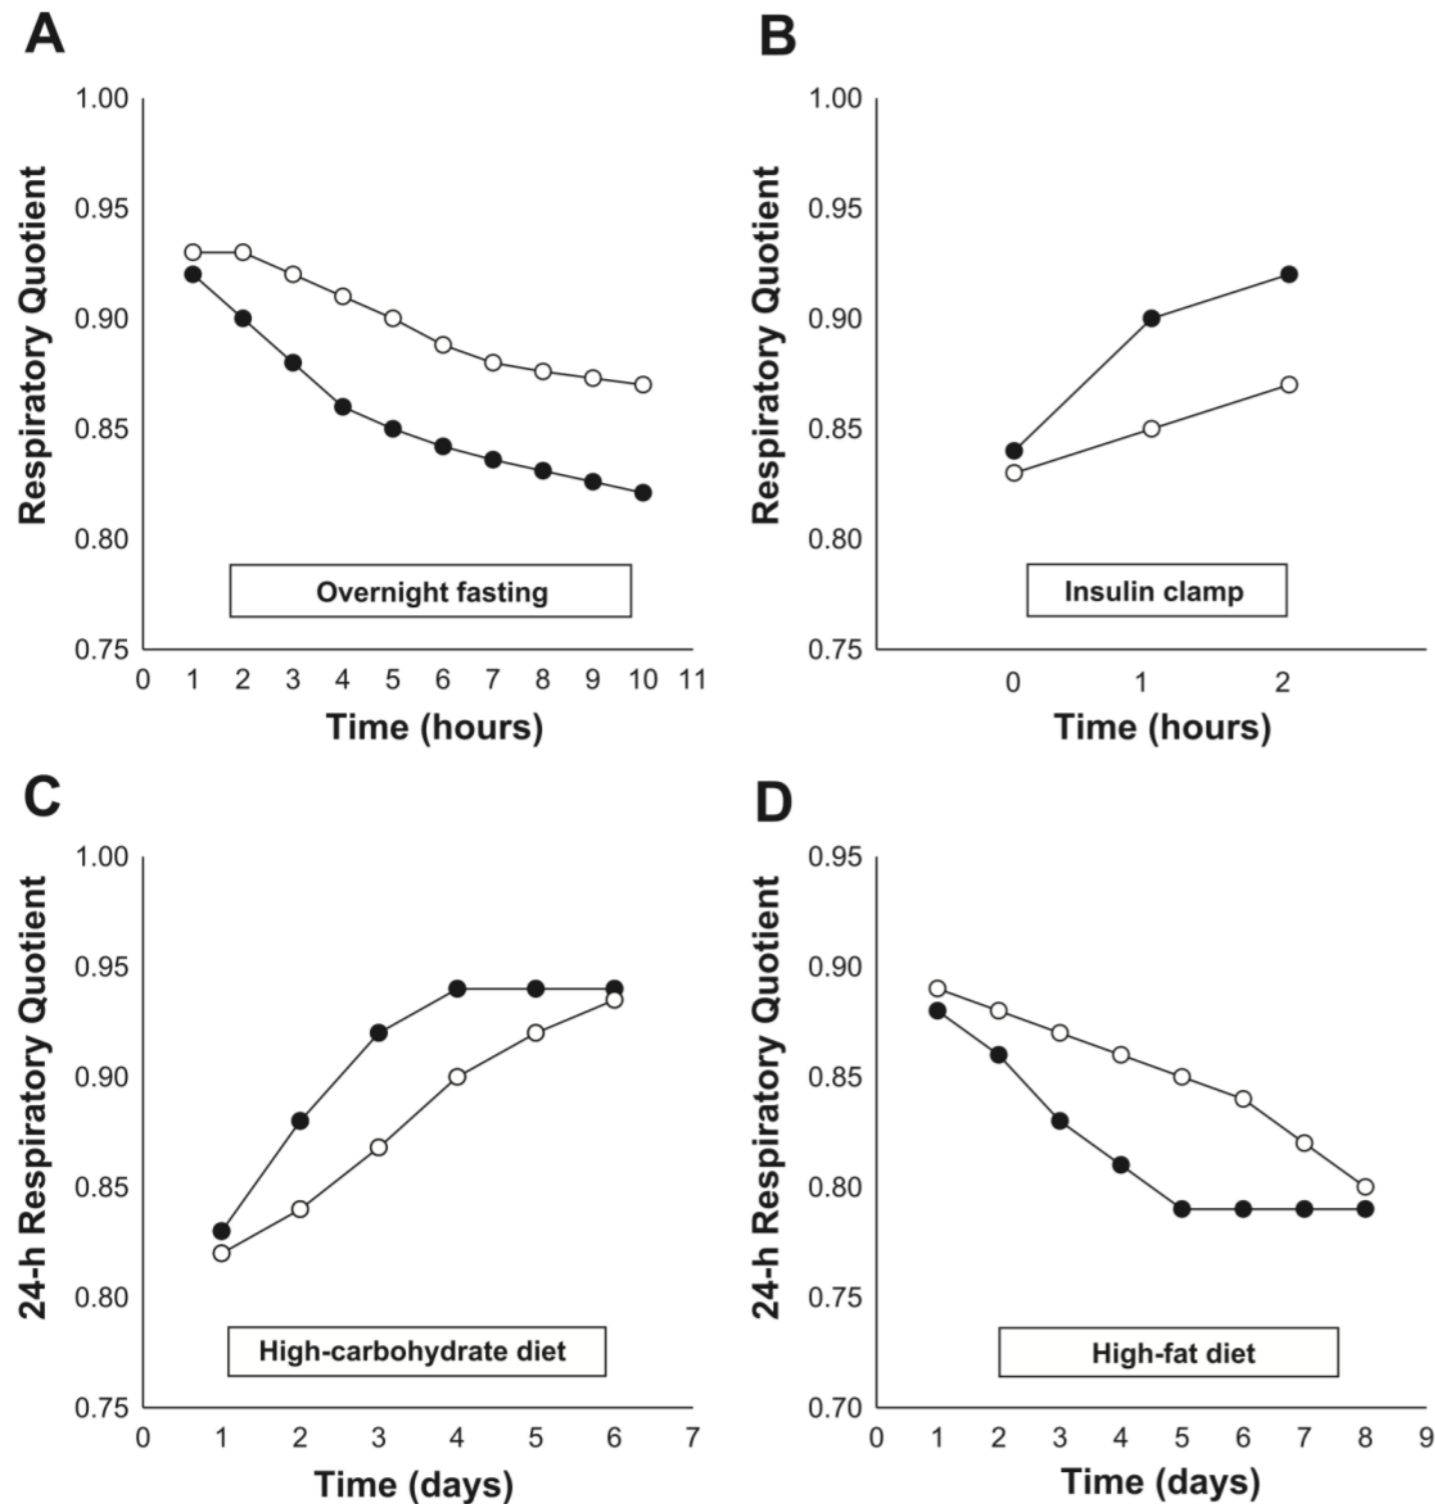 A
B
1.00
0.95
0.90
0.85
0.80
0.75
Respiratory Quotient
Overnight fasting
0 1 2 3 4 5 6 7 8 9 10 11
Time (hours)
1.00
0.95
0.90
0.85
0.80
0.75
Respiratory Quotient
Insulin clamp
0 1 2
Time (hours)
C
D
1.00
0.95
0.90
0.85
0.80
0.75
24-h Respiratory Quotient
High-carbohydrate diet
0 1 2 3 4 5 6 7
Time (days)
0.95
0.90
0.85
0.80
0.75
0.70
24-h Respiratory Quotient
High-fat diet
0 1 2 3 4 5 6 7 8 9
Time (days)